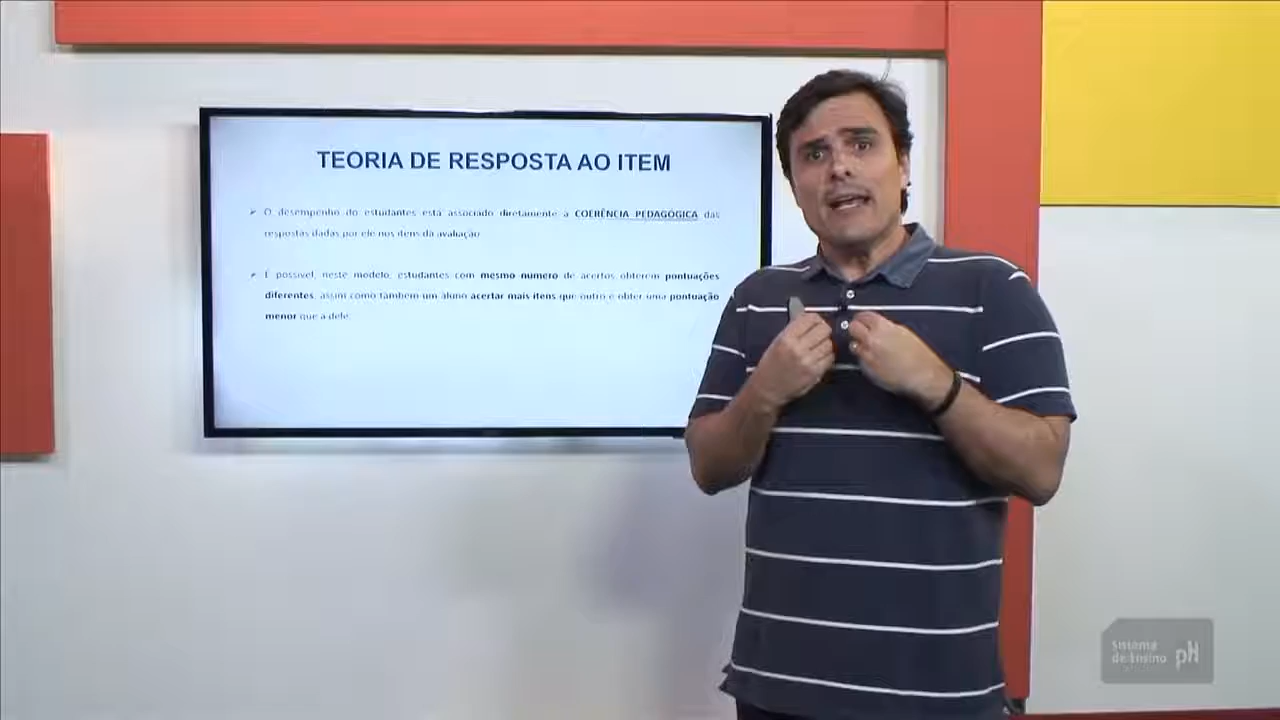 TEORIA DE RESPOSTA AO ITEM
➢ O desempenho do estudantes está associado diretamente a COERÊNCIA PEDAGÓGICA das
respostas dadas por ele nos itens da avaliação.
➢ É possível, neste modelo, estudantes com mesmo número de acertos obterem pontuações
diferentes, assim como também um aluno acertar mais itens que outro e obter uma pontuação
menor que a dele.
Sistema
de Ensino pH